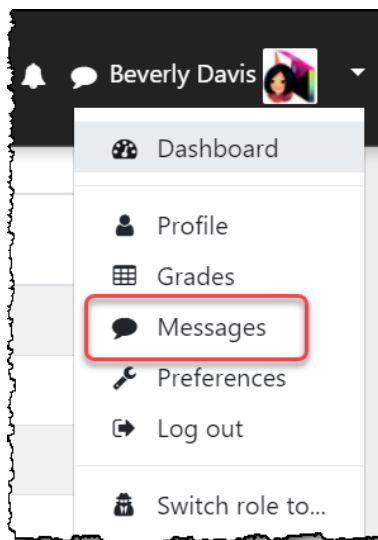 Beverly Davis
Dashboard
Profile
Grades
Messages
Preferences
Log out
Switch role to...